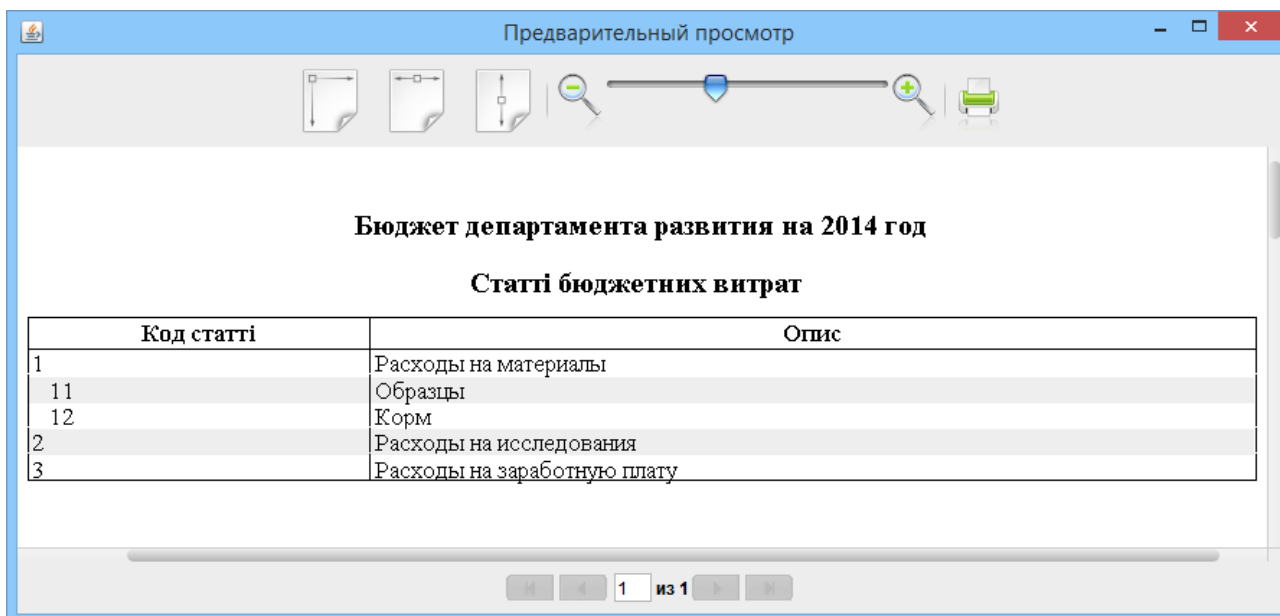 Предварительный просмотр
Бюджет департамента развития на 2014 год
Статті бюджетних витрат
Код статті Опис
1 Расходы на материалы
11 Образцы
12 Корм
2 Расходы на исследования
3 Расходы на заработную плату
1 из 1